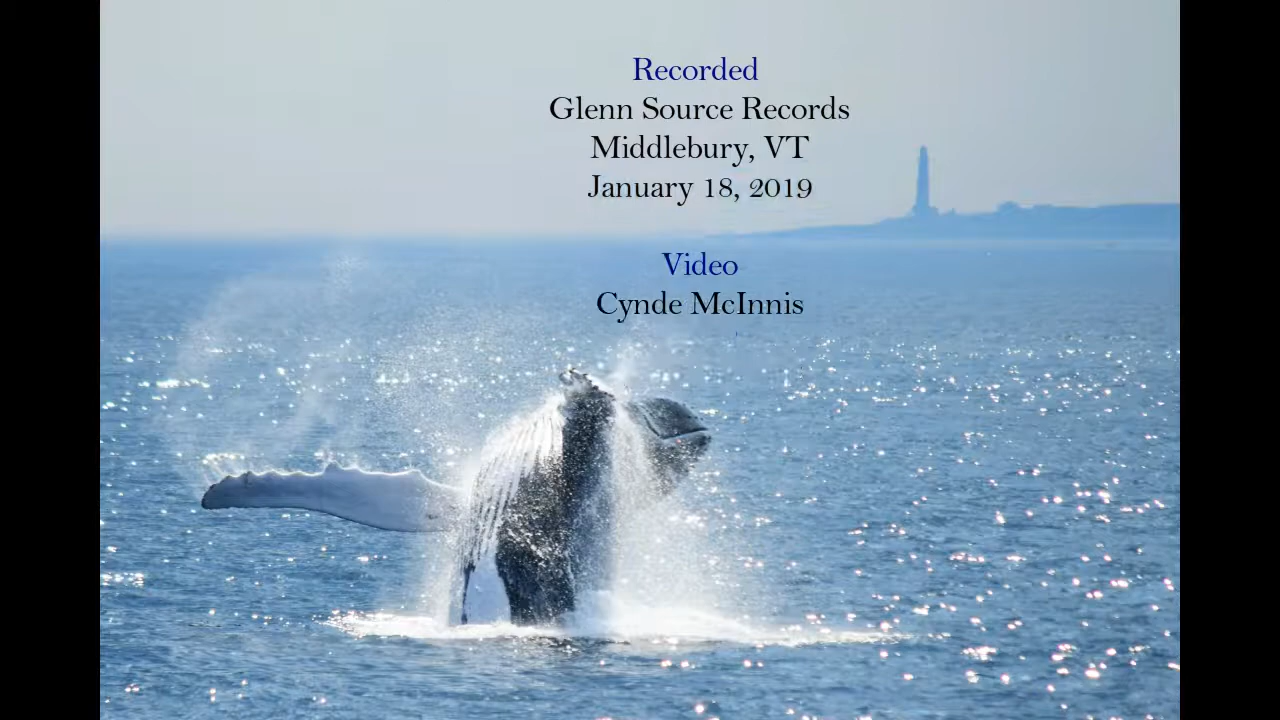 Recorded
Glenn Source Records
Middlebury, VT
January 18, 2019
Video
Cynde McInnis